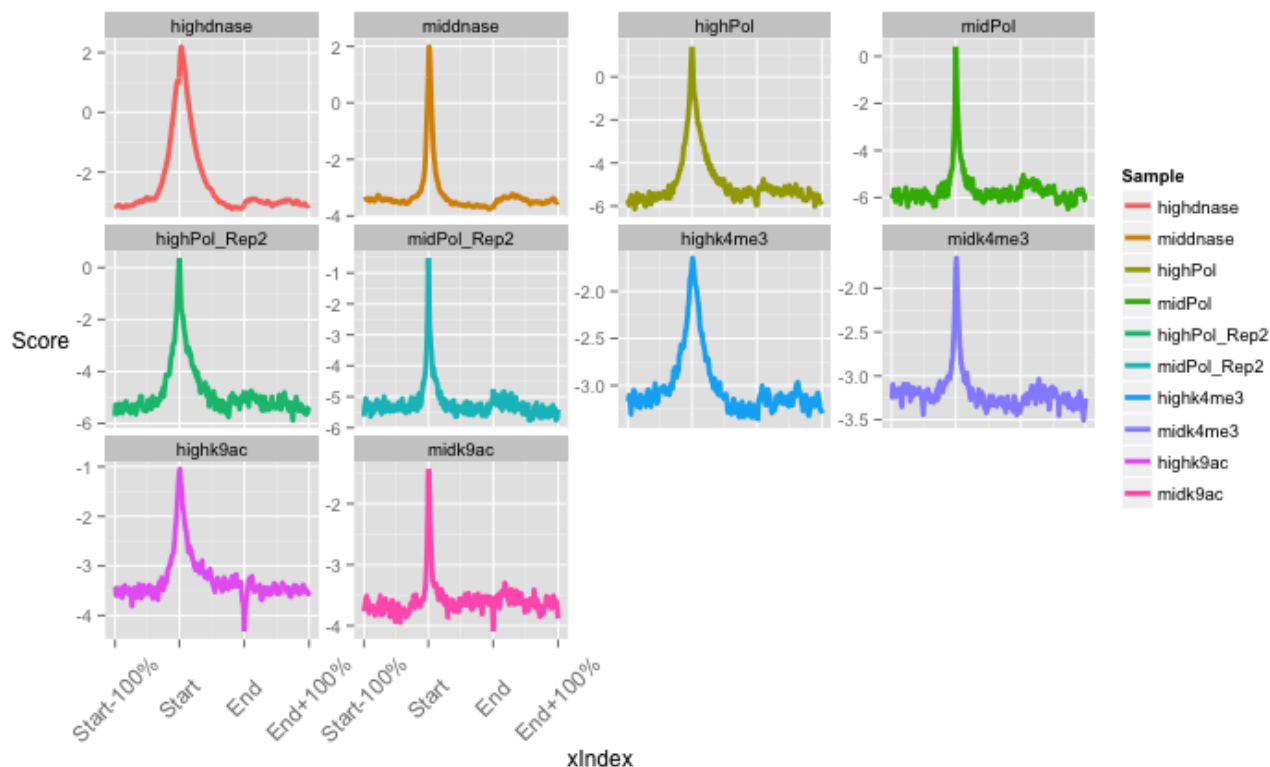 highdnase
middnase
highPol
midPol
2
0
-2
2
0
-2
-4
0
-2
-4
-6
0
-2
-4
-6
highPol_Rep2
midPol_Rep2
highk4me3
midk4me3
0
-2
-4
-6
-1
-2
-3
-4
-5
-6
-2.0
-2.5
-3.0
-2.0
-2.5
-3.0
-3.5
highk9ac
midk9ac
-1
-2
-3
-4
-2
-3
-4
Start-100%
Start
End
End+100%
Start-100%
Start
End
End+100%
Score
xIndex
Sample
highdnase
middnase
highPol
midPol
highPol_Rep2
midPol_Rep2
highk4me3
midk4me3
highk9ac
midk9ac